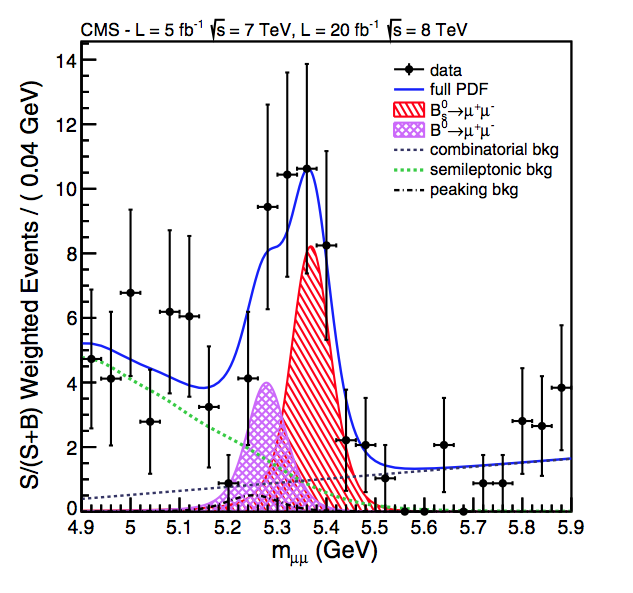 CMS - L = 5 fb⁻¹ √s = 7 TeV, L = 20 fb⁻¹ √s = 8 TeV
S/(S+B) Weighted Events / ( 0.04 GeV)
14
12
10
8
6
4
2
0
data
full PDF
B⁰ₛ→μ⁺μ⁻
B⁰→μ⁺μ⁻
combinatorial bkg
semileptonic bkg
peaking bkg
4.9 5 5.1 5.2 5.3 5.4 5.5 5.6 5.7 5.8 5.9
m_μμ (GeV)